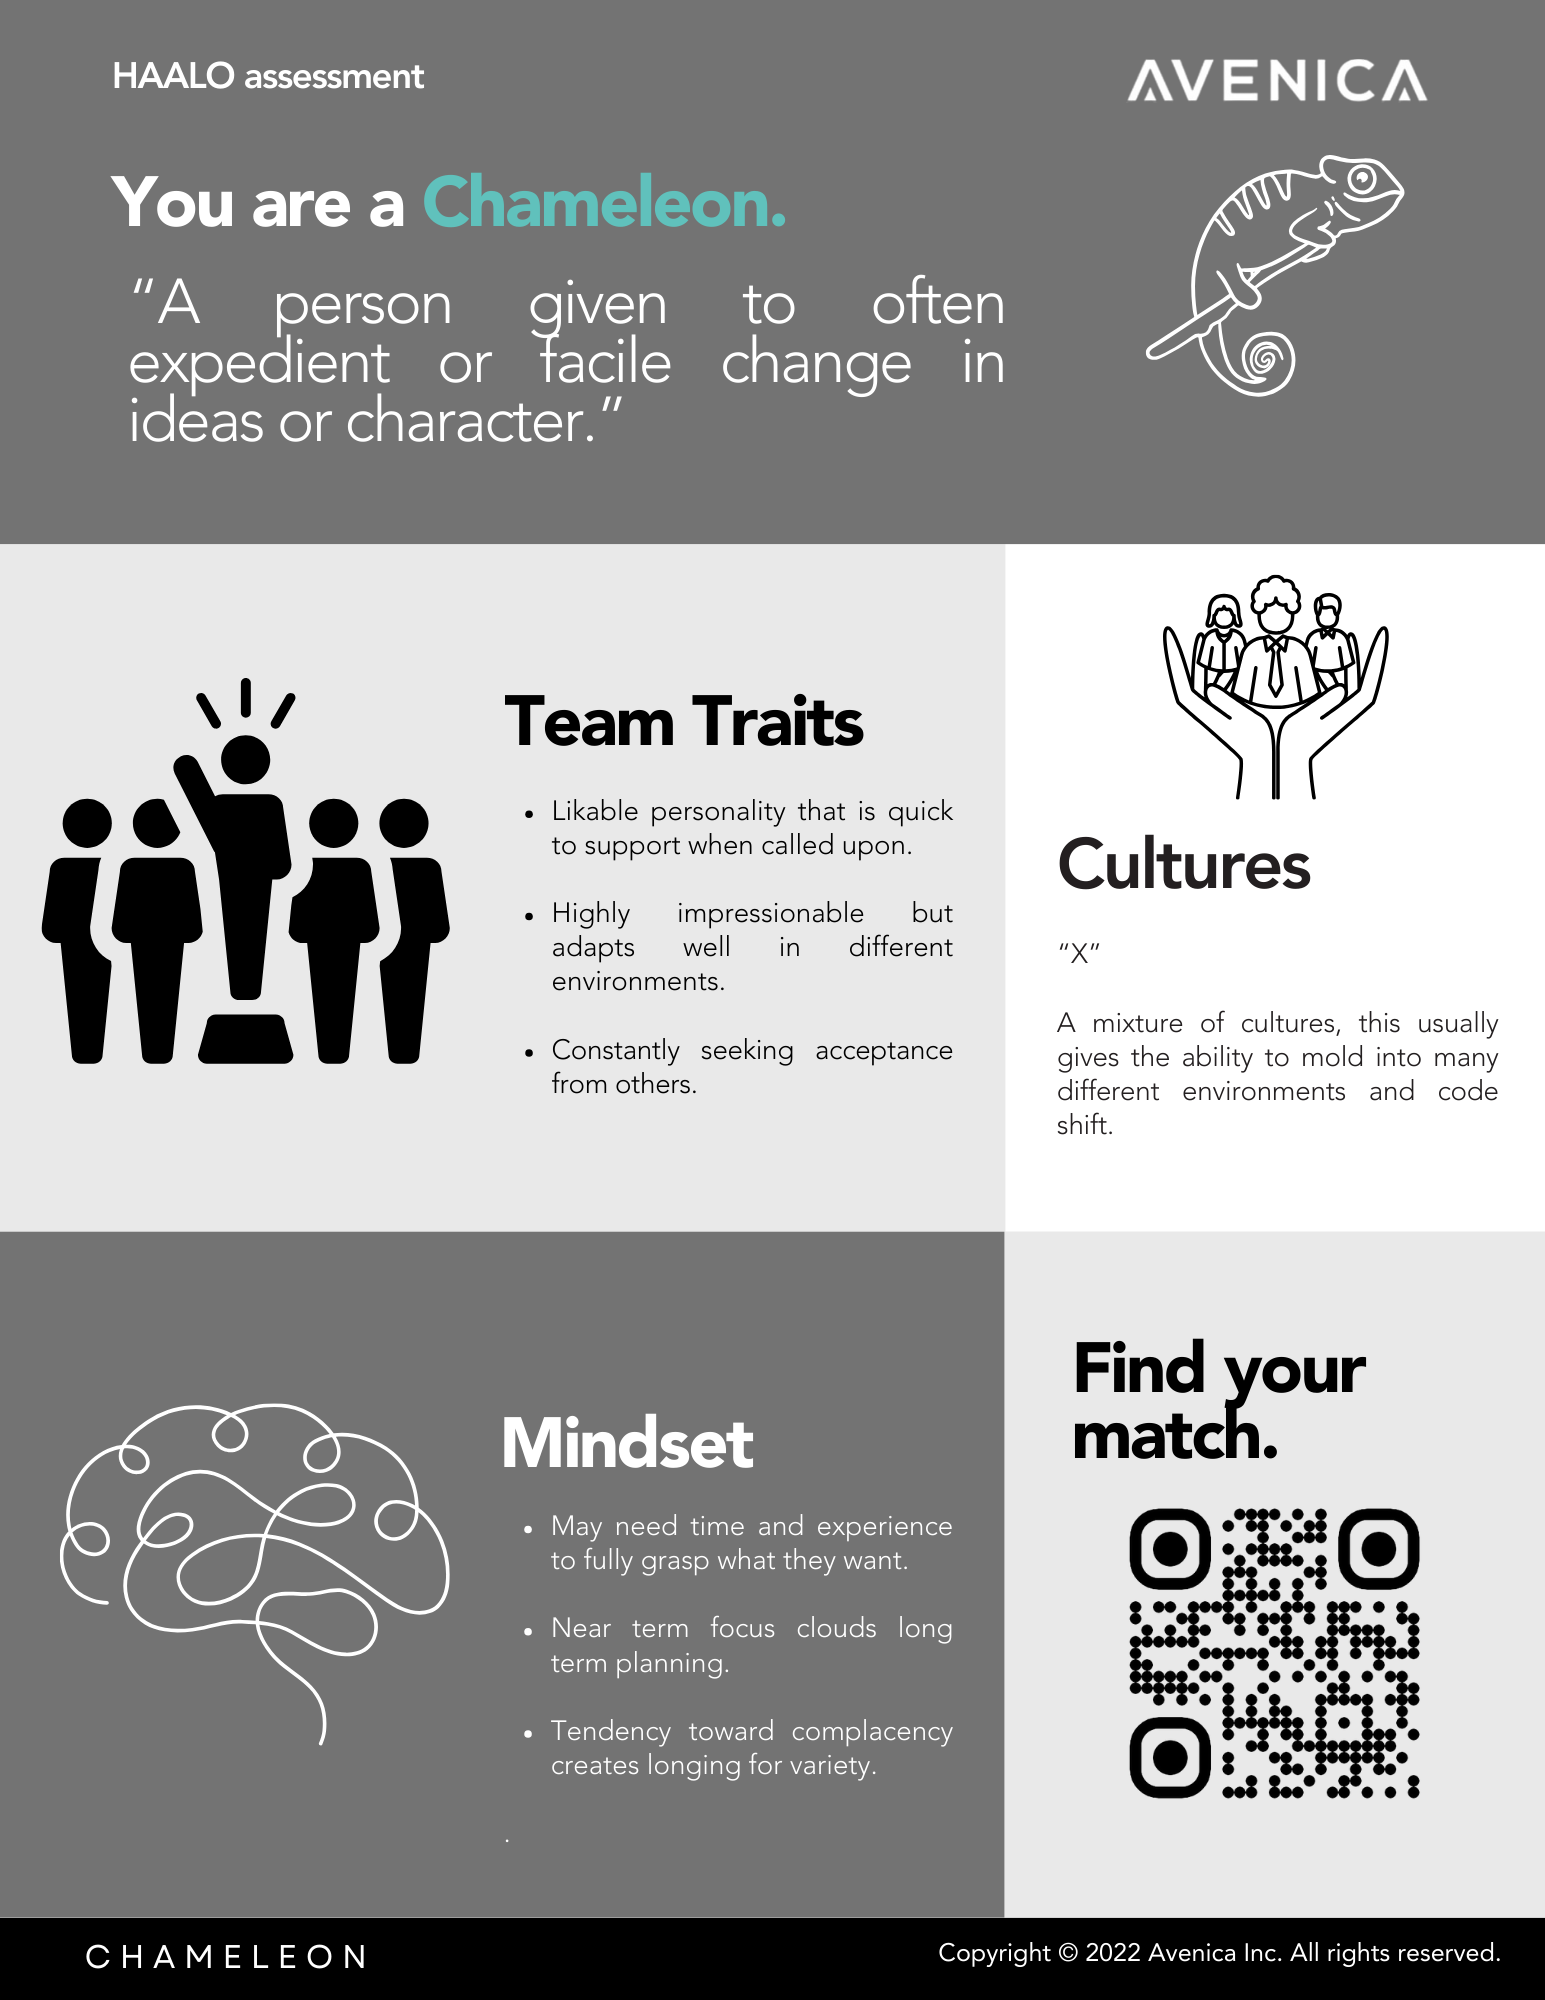 HAALO assessment
AVENICA
You are a Chameleon.
“A person given to often
expedient or facile change in
ideas or character.”
Team Traits
• Likable personality that is quick
to support when called upon.
• Highly impressionable but
adapts well in different
environments.
• Constantly seeking acceptance
from others.
Cultures
“X”
A mixture of cultures, this usually
gives the ability to mold into many
different environments and code
shift.
Mindset
• May need time and experience
to fully grasp what they want.
• Near term focus clouds long
term planning.
• Tendency toward complacency
creates longing for variety.
.
Find your
match.
CHAMELEON
Copyright © 2022 Avenica Inc. All rights reserved.